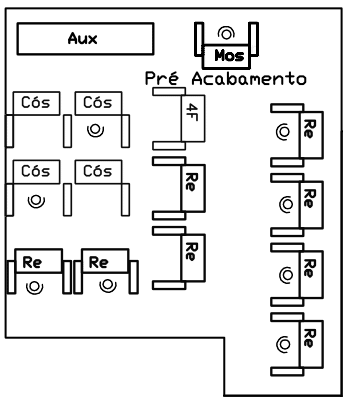 Aux
Mos
Pré Acabamento
Cós Cós
4F
Re
Cós Cós
Re
Re
Re
Re Re
Re
Re